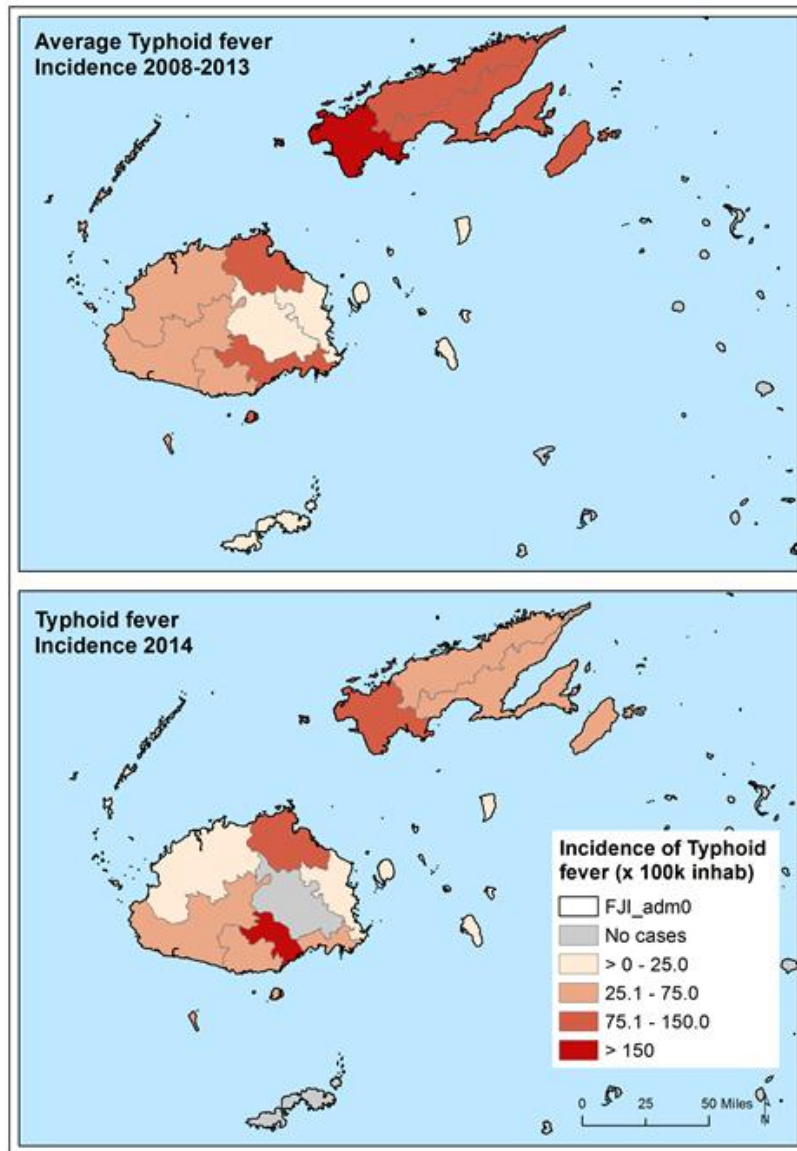 Average Typhoid fever
Incidence 2008-2013
Typhoid fever
Incidence 2014
Incidence of Typhoid
fever (x 100k inhab)
FJI_adm0
No cases
> 0 - 25.0
25.1 - 75.0
75.1 - 150.0
> 150
0 25 50 Miles
N